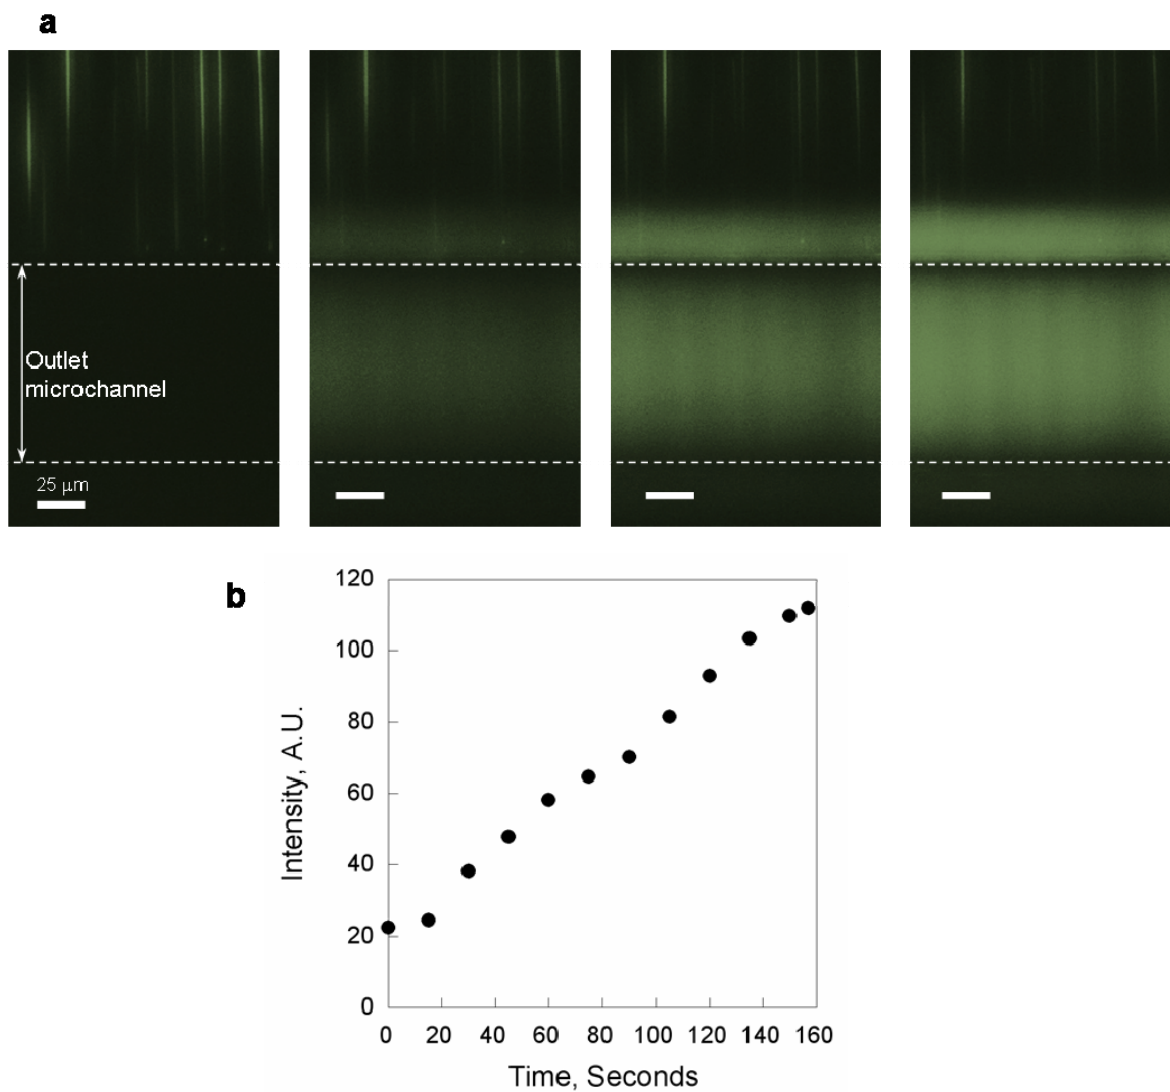 a
Outlet
microchannel
25 μm
b
120
100
80
60
40
20
0
Intensity, A.U.
0 20 40 60 80 100 120 140 160
Time, Seconds